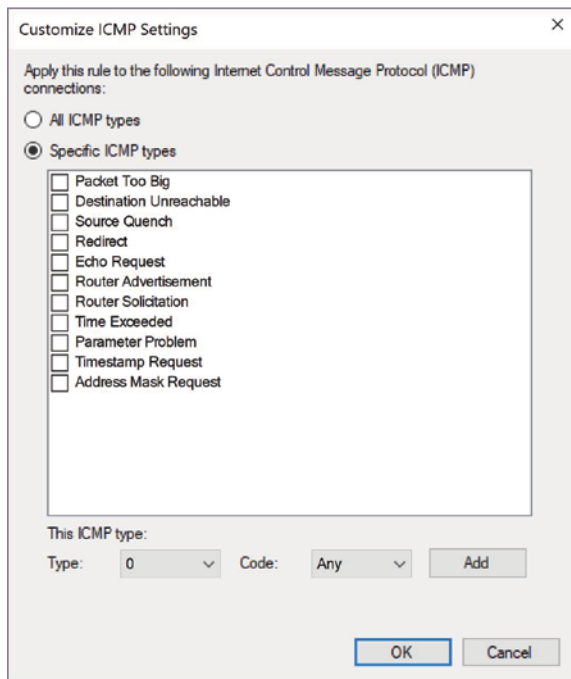 Customize ICMP Settings
Apply this rule to the following Internet Control Message Protocol (ICMP)
connections:
All ICMP types
Specific ICMP types
Packet Too Big
Destination Unreachable
Source Quench
Redirect
Echo Request
Router Advertisement
Router Solicitation
Time Exceeded
Parameter Problem
Timestamp Request
Address Mask Request
This ICMP type:
Type: 0 Code: Any Add
OK Cancel